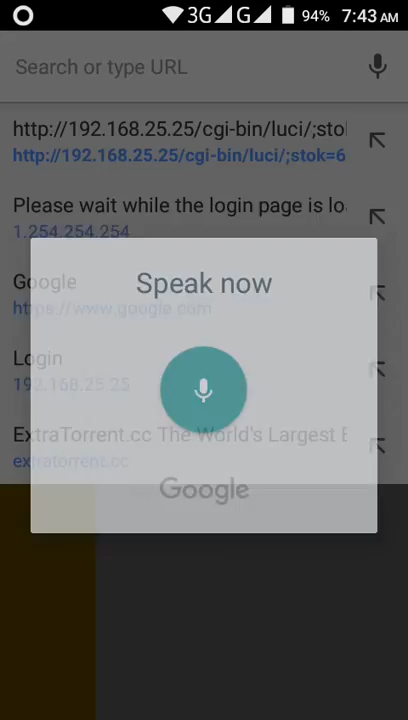 3G G 94% 7:43 AM
Search or type URL
http://192.168.25.25/cgi-bin/luci/;stol
http://192.168.25.25/cgi-bin/luci/;stok=6
Please wait while the login page is lo
1.254.254.254
Google
https://www.google.com
Speak now
Login
192.168.25.25
ExtraTorrent.cc The World's Largest
extratorrent.cc
Google